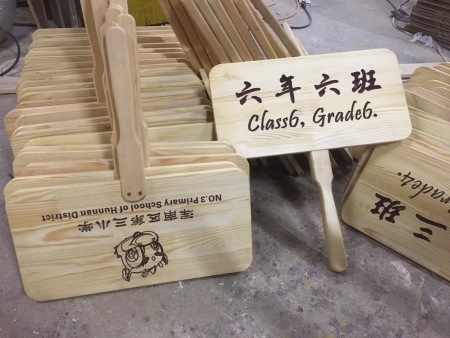 六年六班
Class6, Grade6.
浑南区第三小学
NO.3 Primary School of Hunnan District
三班
Grade4.